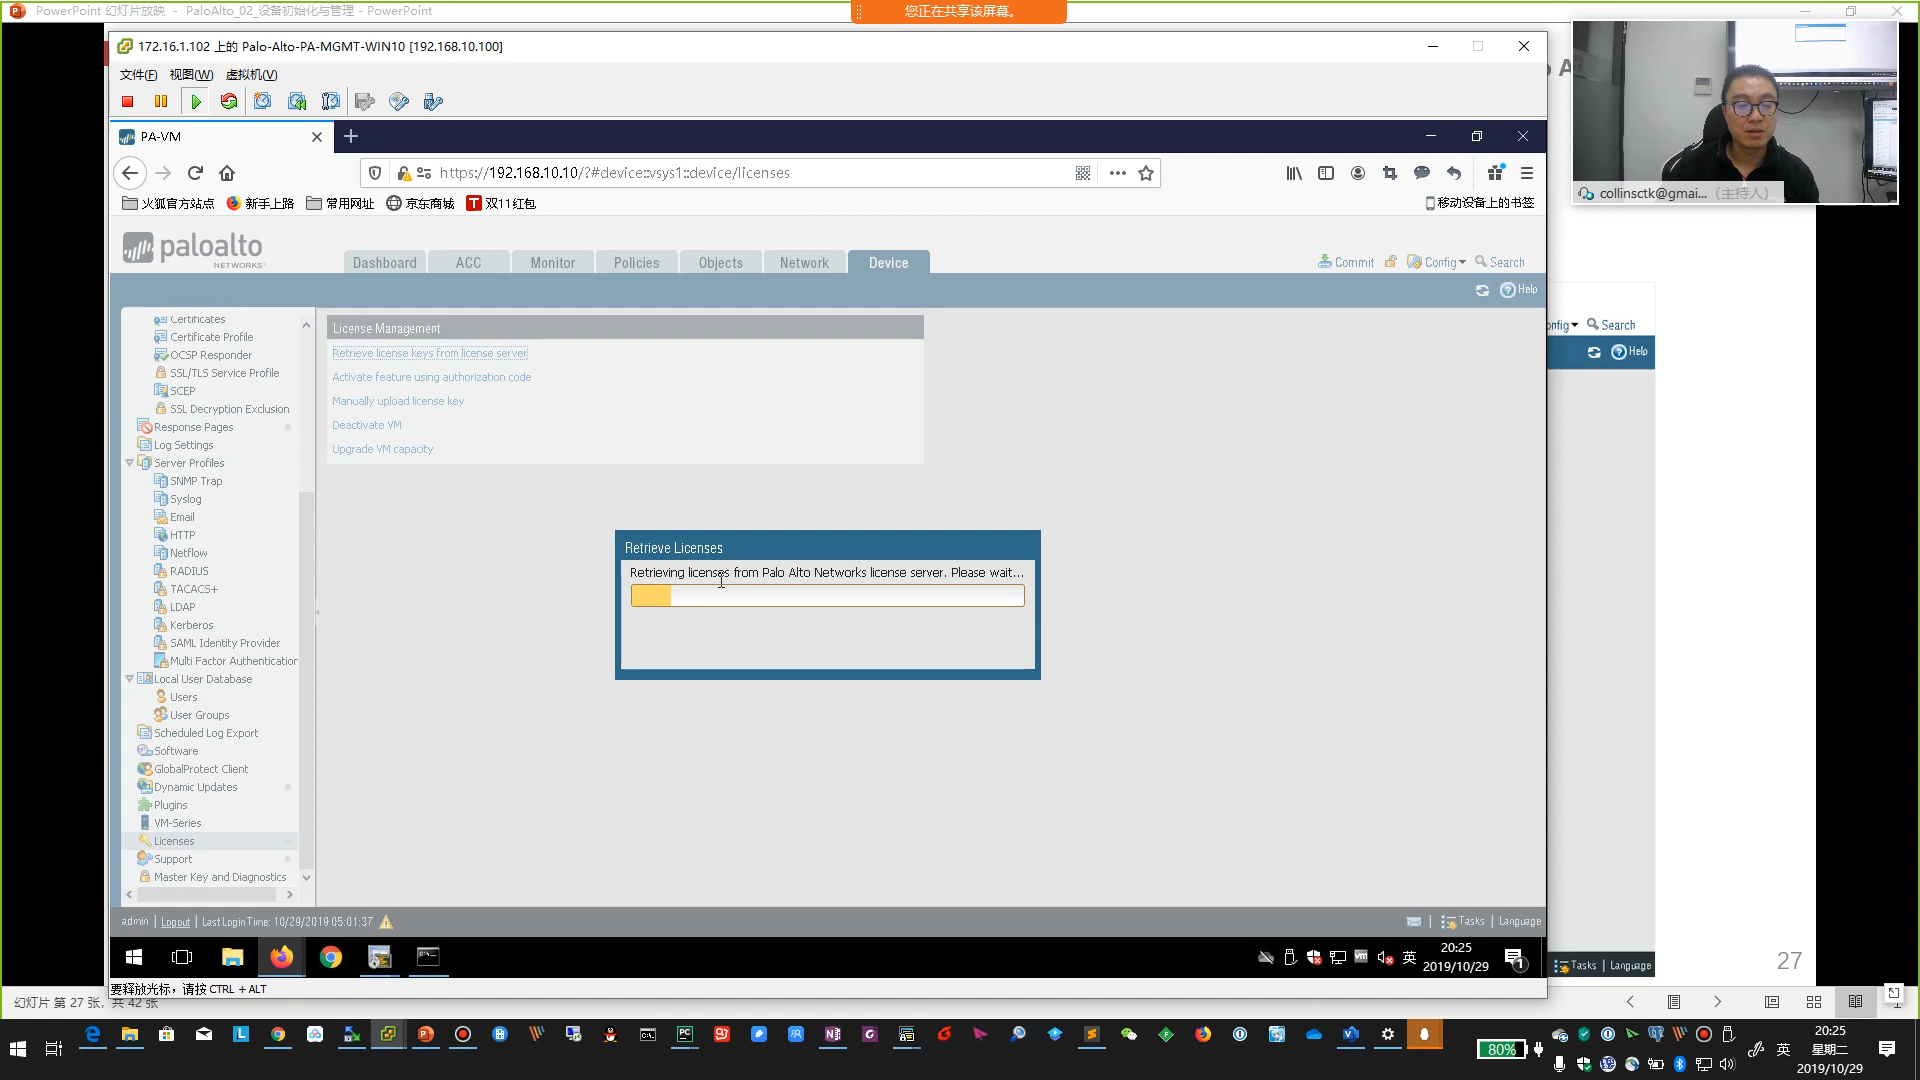 PowerPoint 幻灯片放映 - PaloAlto_02_设备初始化与管理 - PowerPoint
您正在共享该屏幕。
172.16.1.102 上的 Palo-Alto-PA-MGMT-WIN10 [192.168.10.100]
文件(F) 视图(W) 虚拟机(V)
PA-VM
https://192.168.10.10/?#device::vsys1::device/licenses
火狐官方站点 新手上路 常用网址 京东商城 双11红包 移动设备上的书签
collinsctk@gmai... （主持人）
paloalto
NETWORKS
Dashboard ACC Monitor Policies Objects Network Device
Commit Config Search
Help
Certificates
Certificate Profile
OCSP Responder
SSL/TLS Service Profile
SCEP
SSL Decryption Exclusion
Response Pages
Log Settings
Server Profiles
SNMP Trap
Syslog
Email
HTTP
Netflow
RADIUS
TACACS+
LDAP
Kerberos
SAML Identity Provider
Multi Factor Authentication
Local User Database
Users
User Groups
Scheduled Log Export
Software
GlobalProtect Client
Dynamic Updates
Plugins
VM-Series
Licenses
Support
Master Key and Diagnostics
License Management
Retrieve license keys from license server
Activate feature using authorization code
Manually upload license key
Deactivate VM
Upgrade VM capacity
Retrieve Licenses
Retrieving licenses from Palo Alto Networks license server. Please wait...
Search
Help
admin | Logout | Last Login Time: 10/29/2019 05:01:37
Tasks | Language
英
20:25
2019/10/29
1
Tasks | Language
27
要释放光标，请按 CTRL + ALT
幻灯片 第 27 张，共 42 张
80%
英
20:25
星期二
2019/10/29